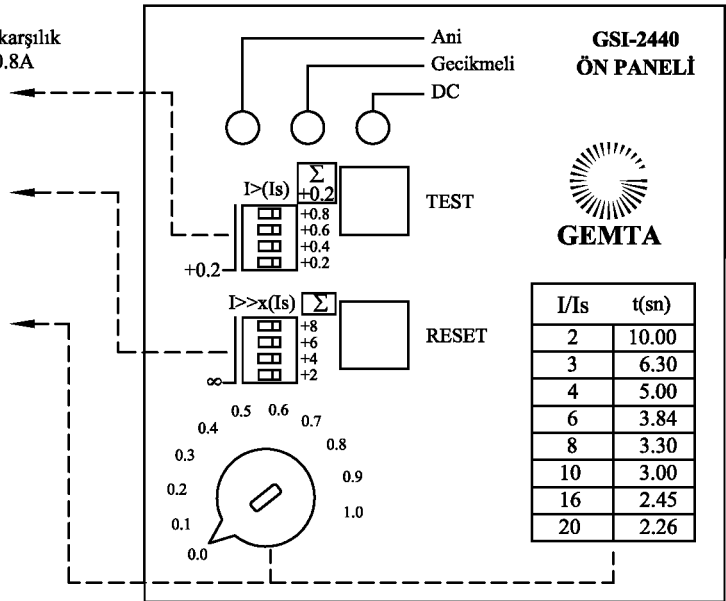 karşılık
0.8A
Ani
Gecikmeli
DC
GSI-2440
ÖN PANELİ
GEMTA
I>(Is)
Σ
+0.2
+0.8
+0.6
+0.4
+0.2
+0.2
TEST
I>>x(Is)
Σ
+8
+6
+4
+2
∞
RESET
I/Is t(sn)
2 10.00
3 6.30
4 5.00
6 3.84
8 3.30
10 3.00
16 2.45
20 2.26
0.0
0.1
0.2
0.3
0.4
0.5
0.6
0.7
0.8
0.9
1.0